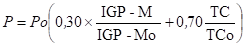 P = Po(0,30 × IGP - M / IGP - Mo + 0,70 TC / TCo)